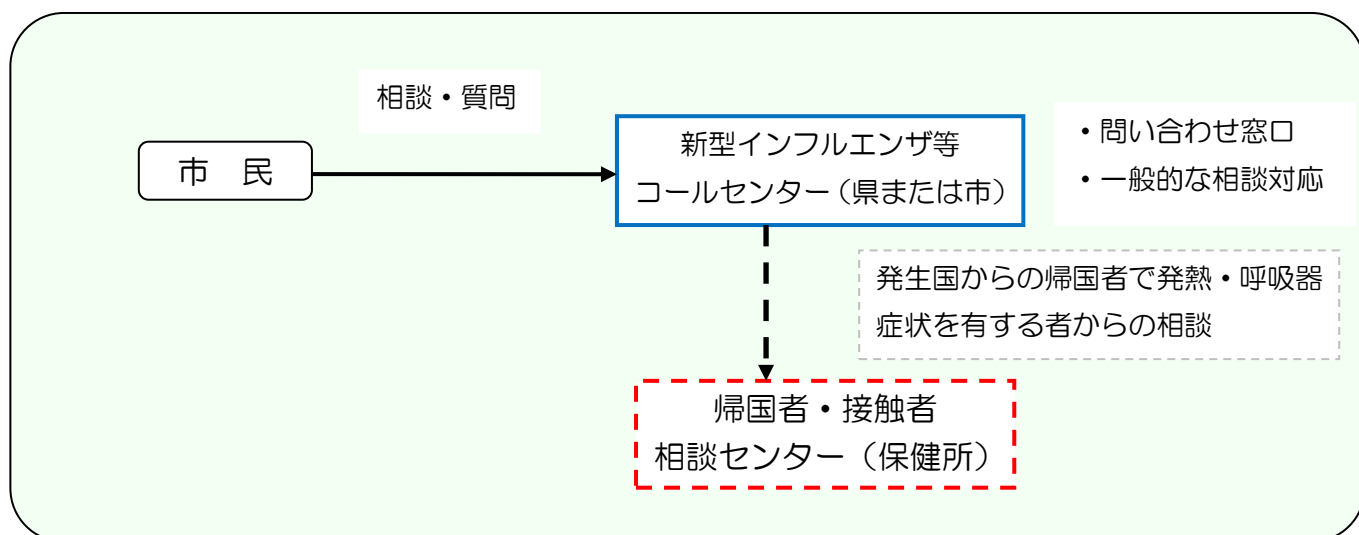 相談・質問
市　民
新型インフルエンザ等
コールセンター（県または市）
・問い合わせ窓口
・一般的な相談対応
発生国からの帰国者で発熱・呼吸器
症状を有する者からの相談
帰国者・接触者
相談センター（保健所）